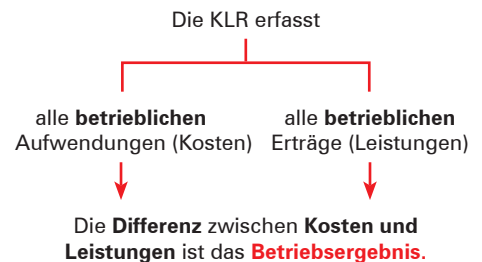 Die KLR erfasst
alle betrieblichen
Aufwendungen (Kosten)
alle betrieblichen
Erträge (Leistungen)
Die Differenz zwischen Kosten und
Leistungen ist das Betriebsergebnis.